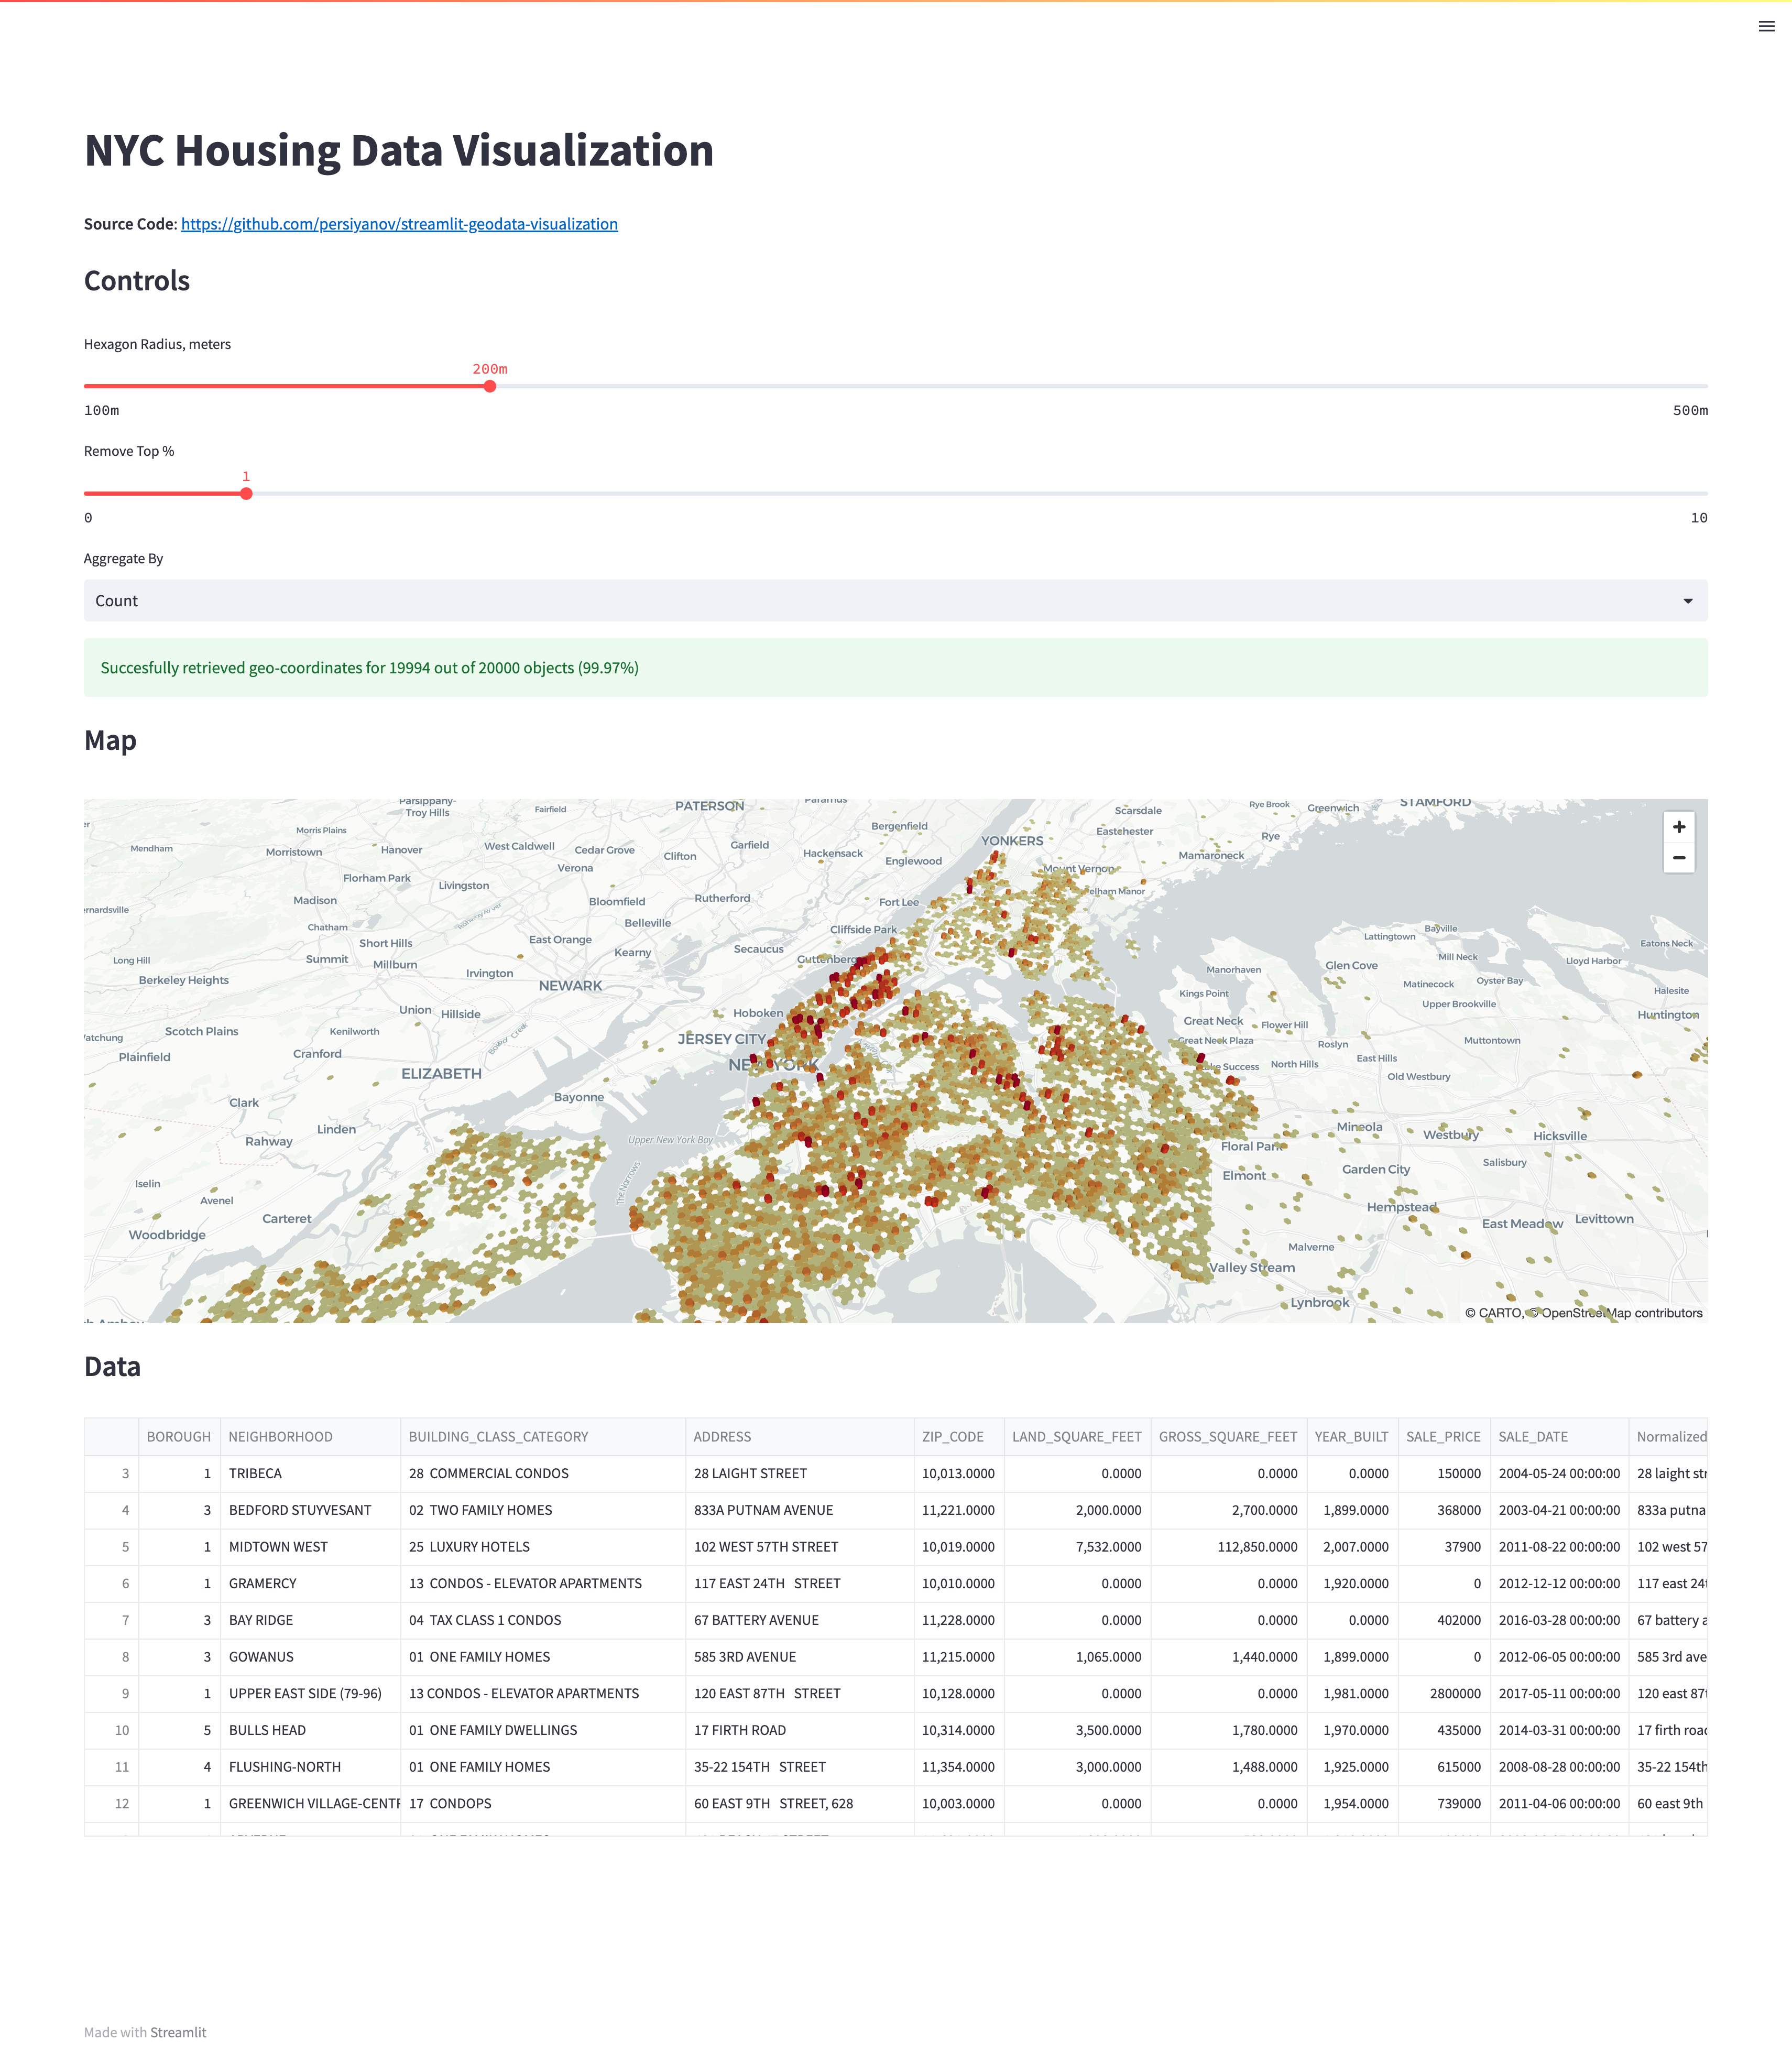 NYC Housing Data Visualization
Source Code: https://github.com/persiyanov/streamlit-geodata-visualization
Controls
Hexagon Radius, meters
200m
100m 500m
Remove Top %
1
0 10
Aggregate By
Count
Succesfully retrieved geo-coordinates for 19994 out of 20000 objects (99.97%)
Map
Parsippany-
Troy Hills
Fairfield
PATERSON
Paramus
Scarsdale
Rye Brook
Greenwich
STAMFORD
Morris Plains
Bergenfield
Eastchester
Rye
Mendham
Morristown
Hanover
West Caldwell
Cedar Grove
Clifton
Garfield
Hackensack
Englewood
YONKERS
Mamaroneck
Verona
Mount Vernon
Florham Park
Livingston
Pelham Manor
Madison
Bloomfield
Rutherford
Fort Lee
Chatham
Belleville
Cliffside Park
Bayville
Lattingtown
Short Hills
East Orange
Kearny
Secaucus
Eatons Neck
Long Hill
Summit
Millburn
Irvington
Guttenberg
Manorhaven
Glen Cove
Mill Neck
Lloyd Harbor
Berkeley Heights
NEWARK
Kings Point
Matinecock
Oyster Bay
Halesite
Upper Brookville
Union
Hillside
Hoboken
Great Neck
Flower Hill
Huntington
Scotch Plains
Kenilworth
JERSEY CITY
Great Neck Plaza
Roslyn
Muttontown
Plainfield
Cranford
NEW YORK
East Hills
North Hills
ELIZABETH
Success
Old Westbury
Clark
Bayonne
Linden
Mineola
Rahway
Upper New York Bay
Floral Park
Westbury
Hicksville
The Narrows
Garden City
Salisbury
Iselin
Elmont
Avenel
Carteret
Hempstead
East Meadow
Levittown
Woodbridge
Malverne
Valley Stream
Lynbrook
© CARTO, © OpenStreetMap contributors
Data
BOROUGH NEIGHBORHOOD BUILDING_CLASS_CATEGORY ADDRESS ZIP_CODE LAND_SQUARE_FEET GROSS_SQUARE_FEET YEAR_BUILT SALE_PRICE SALE_DATE Normalized
3 1 TRIBECA 28 COMMERCIAL CONDOS 28 LAIGHT STREET 10,013.0000 0.0000 0.0000 0.0000 150000 2004-05-24 00:00:00 28 laight str
4 3 BEDFORD STUYVESANT 02 TWO FAMILY HOMES 833A PUTNAM AVENUE 11,221.0000 2,000.0000 2,700.0000 1,899.0000 368000 2003-04-21 00:00:00 833a putna
5 1 MIDTOWN WEST 25 LUXURY HOTELS 102 WEST 57TH STREET 10,019.0000 7,532.0000 112,850.0000 2,007.0000 37900 2011-08-22 00:00:00 102 west 57
6 1 GRAMERCY 13 CONDOS - ELEVATOR APARTMENTS 117 EAST 24TH STREET 10,010.0000 0.0000 0.0000 1,920.0000 0 2012-12-12 00:00:00 117 east 24t
7 3 BAY RIDGE 04 TAX CLASS 1 CONDOS 67 BATTERY AVENUE 11,228.0000 0.0000 0.0000 0.0000 402000 2016-03-28 00:00:00 67 battery a
8 3 GOWANUS 01 ONE FAMILY HOMES 585 3RD AVENUE 11,215.0000 1,065.0000 1,440.0000 1,899.0000 0 2012-06-05 00:00:00 585 3rd ave
9 1 UPPER EAST SIDE (79-96) 13 CONDOS - ELEVATOR APARTMENTS 120 EAST 87TH STREET 10,128.0000 0.0000 0.0000 1,981.0000 2800000 2017-05-11 00:00:00 120 east 87t
10 5 BULLS HEAD 01 ONE FAMILY DWELLINGS 17 FIRTH ROAD 10,314.0000 3,500.0000 1,780.0000 1,970.0000 435000 2014-03-31 00:00:00 17 firth road
11 4 FLUSHING-NORTH 01 ONE FAMILY HOMES 35-22 154TH STREET 11,354.0000 3,000.0000 1,488.0000 1,925.0000 615000 2008-08-28 00:00:00 35-22 154th
12 1 GREENWICH VILLAGE-CENTR 17 CONDOPS 60 EAST 9TH STREET, 628 10,003.0000 0.0000 0.0000 1,954.0000 739000 2011-04-06 00:00:00 60 east 9th
Made with Streamlit